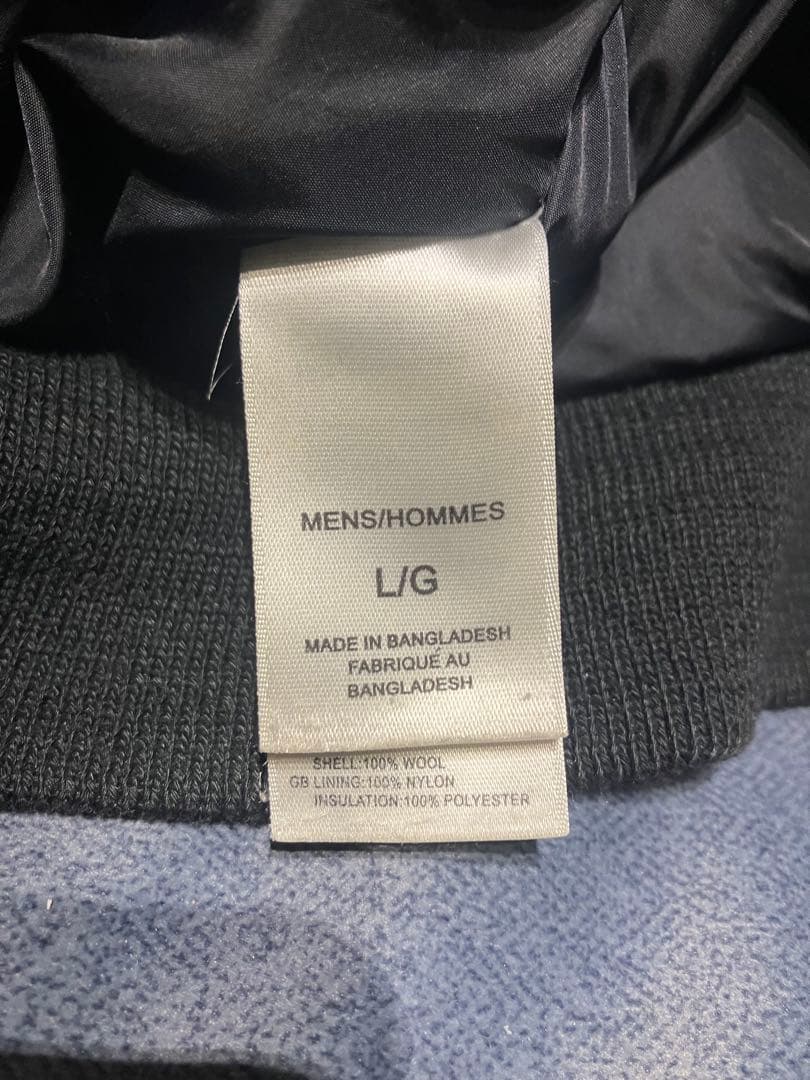 MENS/HOMMES
L/G
MADE IN BANGLADESH
FABRIQUÉ AU
BANGLADESH
SHELL:100% WOOL
GB LINING:100% NYLON
INSULATION:100% POLYESTER